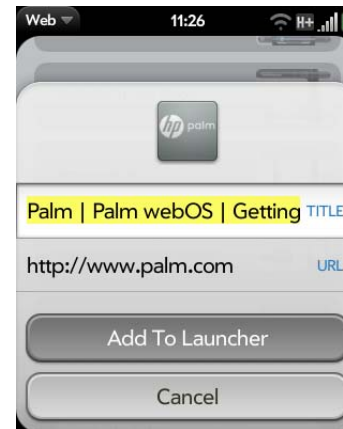 Web 11:26 H+
hp palm
Palm | Palm webOS | Getting TITLE
http://www.palm.com URL
Add To Launcher
Cancel